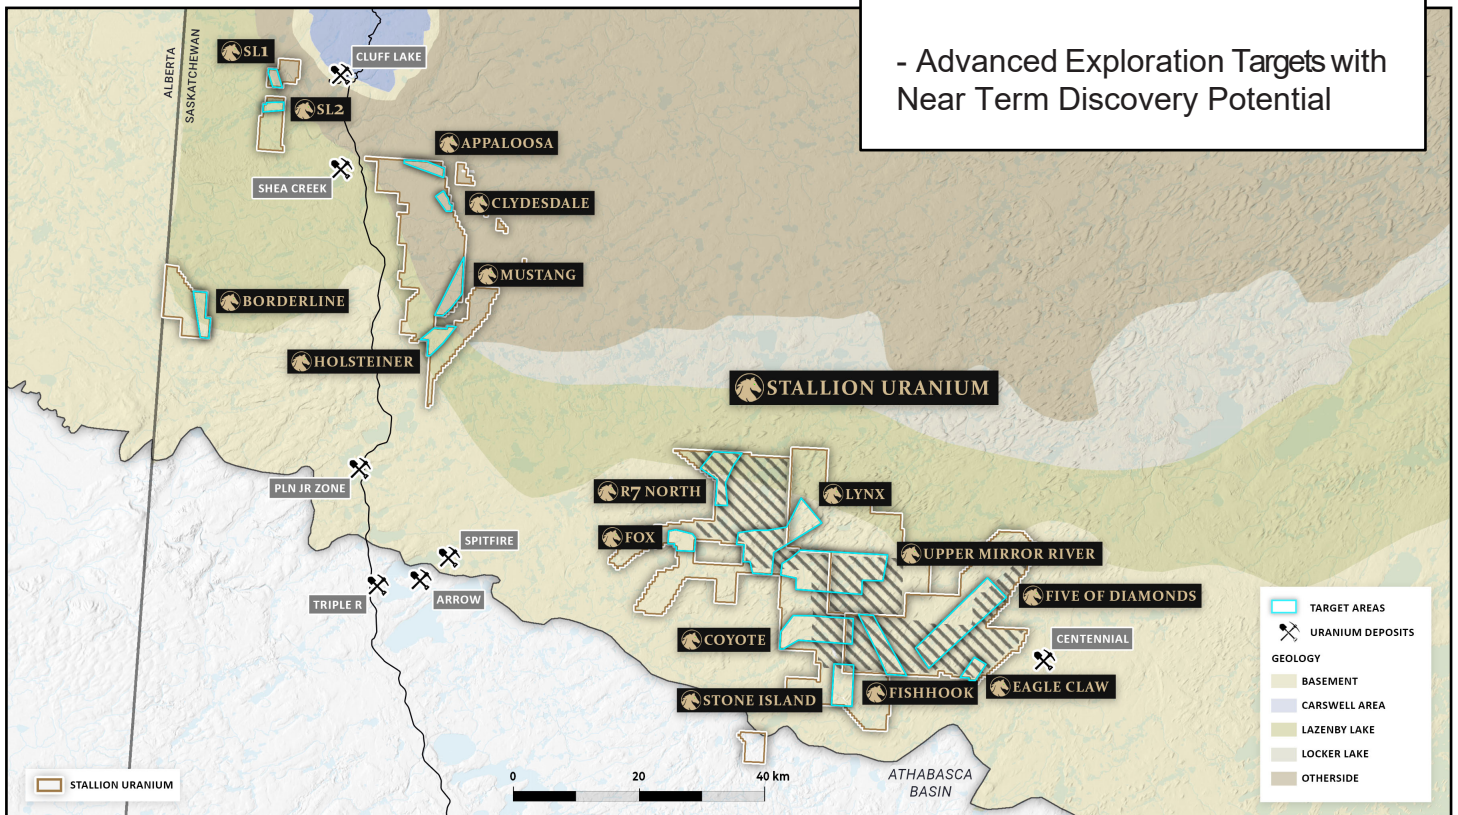 - Advanced Exploration Targets with
Near Term Discovery Potential
ALBERTA
SASKATCHEWAN
SL1
CLUFF LAKE
SL2
APPALOOSA
SHEA CREEK
CLYDESDALE
MUSTANG
BORDERLINE
HOLSTEINER
STALLION URANIUM
PLN JR ZONE
R7 NORTH
LYNX
FOX
SPITFIRE
UPPER MIRROR RIVER
TRIPLE R
ARROW
FIVE OF DIAMONDS
COYOTE
CENTENNIAL
STONE ISLAND
FISHHOOK
EAGLE CLAW
ATHABASCA
BASIN
0 20 40 km
STALLION URANIUM
TARGET AREAS
URANIUM DEPOSITS
GEOLOGY
BASEMENT
CARSWELL AREA
LAZENBY LAKE
LOCKER LAKE
OTHERSIDE